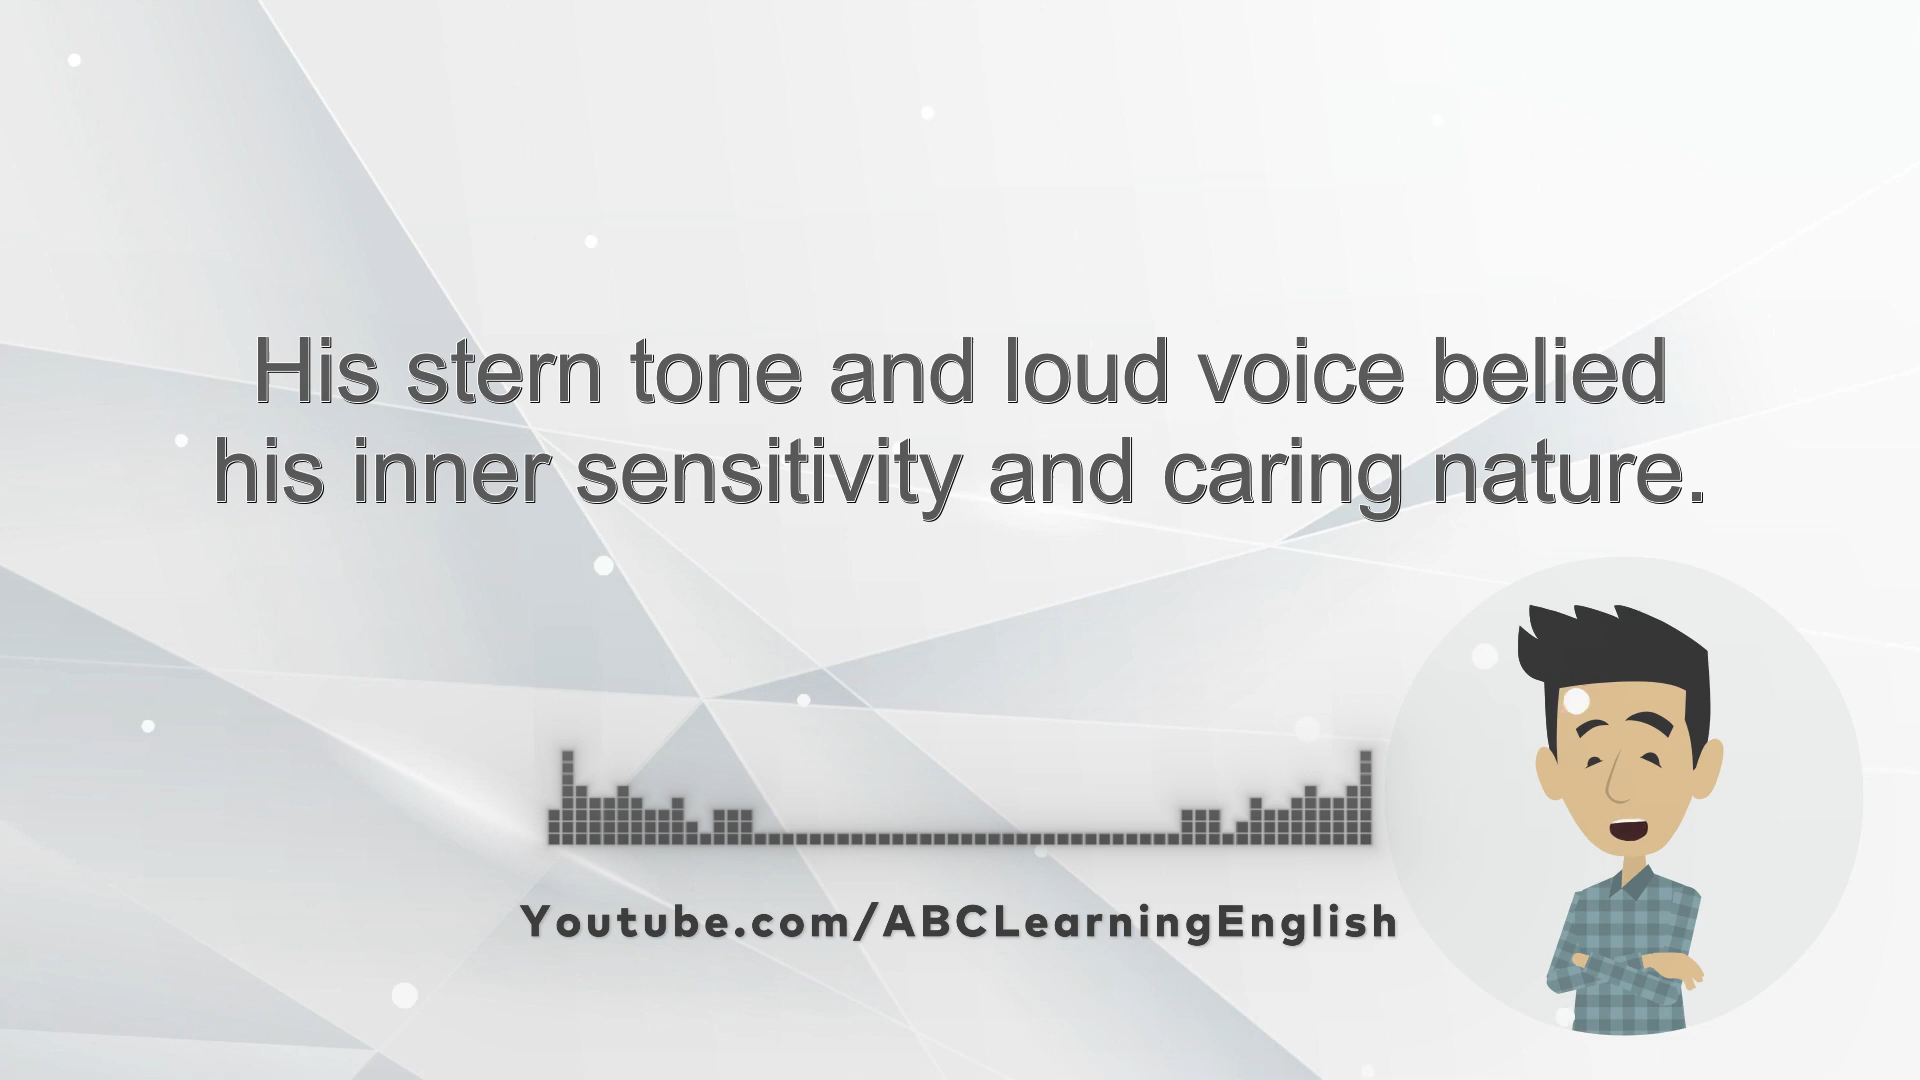 His stern tone and loud voice belied
his inner sensitivity and caring nature.
Youtube.com/ABCLearningEnglish